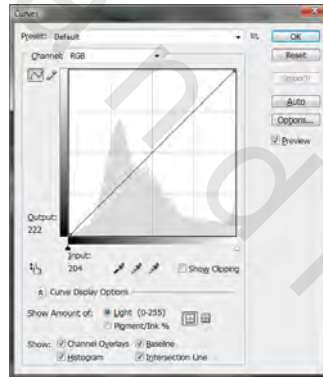 Curves
Preset: Default
OK
Channel: RGB
Reset
Smooth
Auto
Options...
Preview
Output:
222
Input:
204
Show Clipping
Curve Display Options
Show Amount of: Light (0-255)
Pigment/Ink %
Show: Channel Overlays Baseline
Histogram Intersection Line